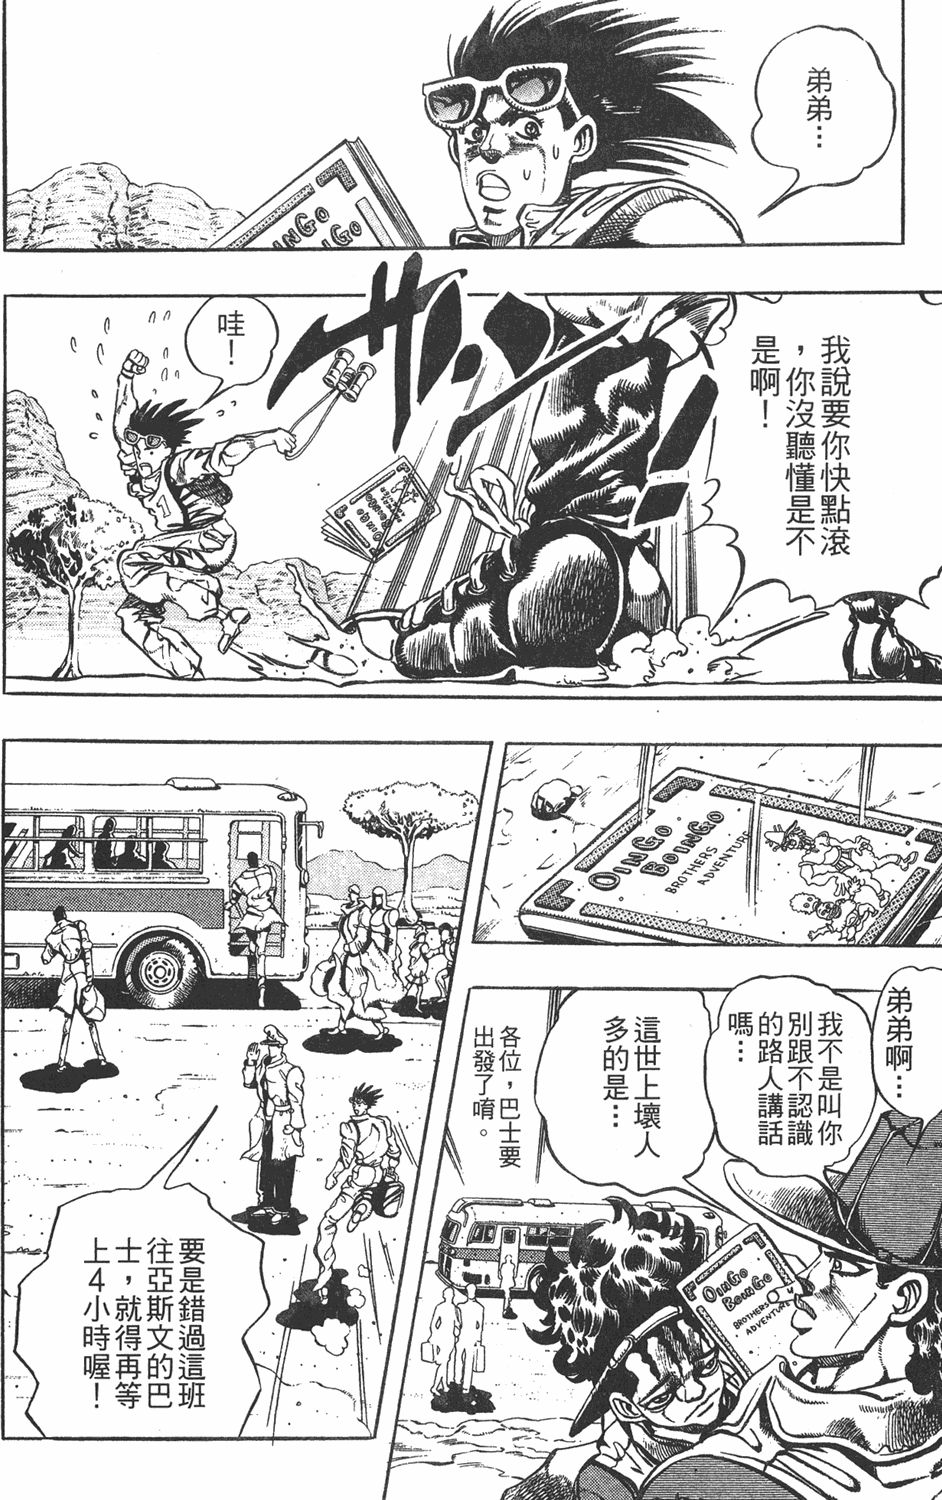 弟弟…
OINGO
BOINGO
我說要你快點滾
，你沒聽懂是不
是啊！
哇！
OINGO
BOINGO
OINGO
BOINGO
BROTHERS
ADVENTURE
弟弟啊…
我不是叫你
別跟不認識
的路人講話
嗎…
這世上壞人
多的是…
各位，巴士要
出發了唷。
OINGO
BOINGO
BROTHERS
ADVENTURE
要是錯過這班
往亞斯文的巴
士，就得再等
上4小時喔！